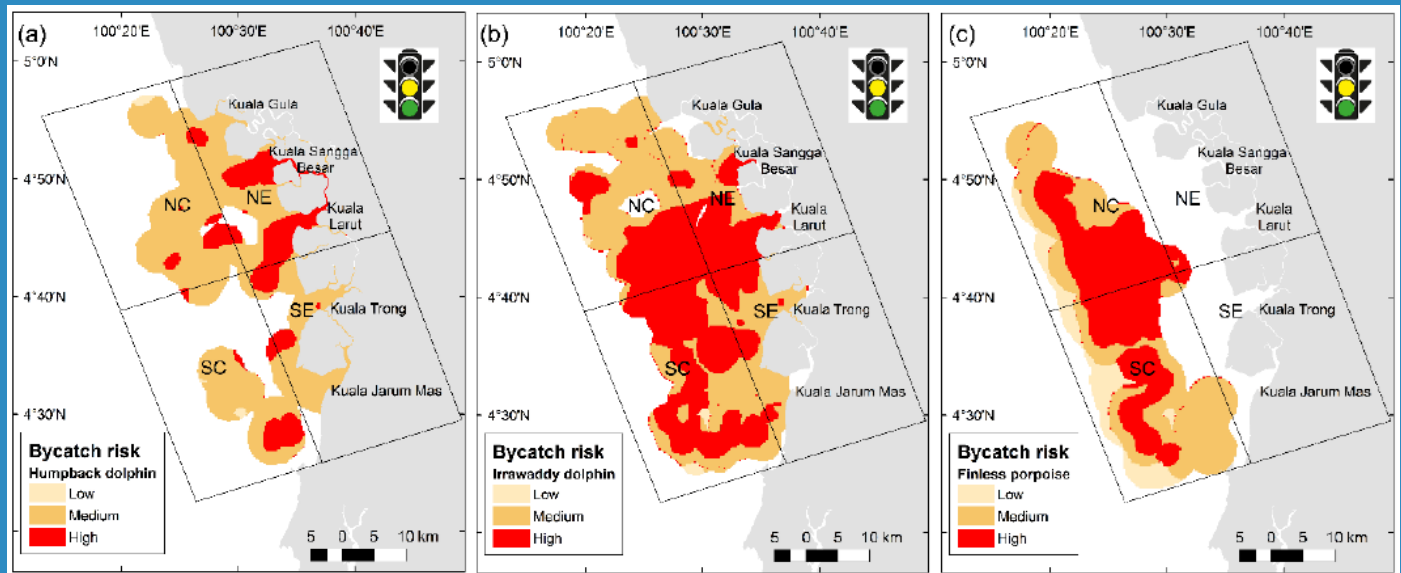 (a)
100°20'E 100°30'E 100°40'E
5°0'N
Kuala Gula
Kuala Sangga
Besar
4°50'N
NC
NE
Kuala
Larut
4°40'N
SE
Kuala Trong
SC
Kuala Jarum Mas
4°30'N
Bycatch risk
Humpback dolphin
Low
Medium
High
5 0 5 10 km
(b)
100°20'E 100°30'E 100°40'E
5°0'N
Kuala Gula
Kuala Sangga
Besar
4°50'N
NC
NE
Kuala
Larut
4°40'N
SE
Kuala Trong
SC
Kuala Jarum Mas
4°30'N
Bycatch risk
Irrawaddy dolphin
Low
Medium
High
5 0 5 10 km
(c)
100°20'E 100°30'E 100°40'E
5°0'N
Kuala Gula
Kuala Sangga
Besar
4°50'N
NC
NE
Kuala
Larut
4°40'N
SE
Kuala Trong
SC
Kuala Jarum Mas
4°30'N
Bycatch risk
Finless porpoise
Low
Medium
High
5 0 5 10 km